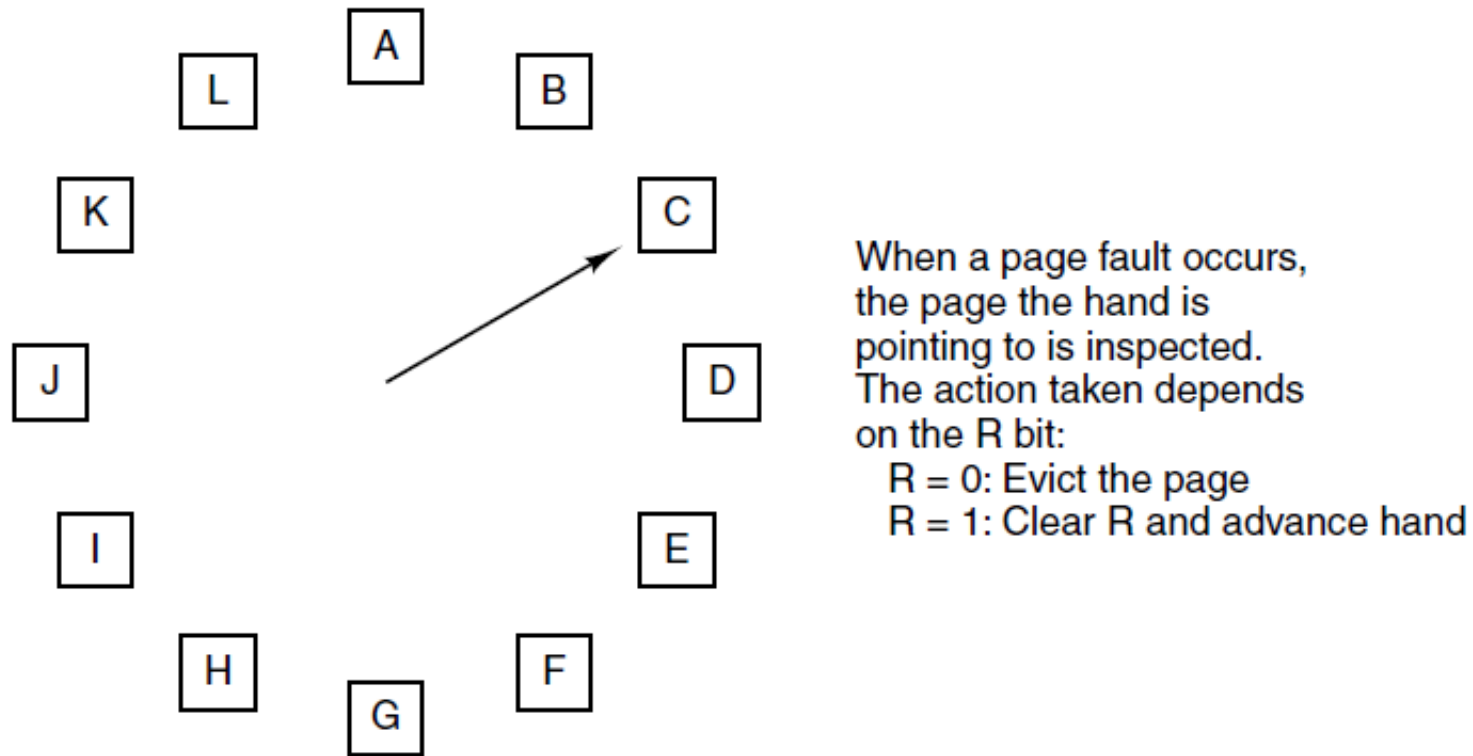 A
L
B
K
C
J
D
I
E
H
F
G
When a page fault occurs,
the page the hand is
pointing to is inspected.
The action taken depends
on the R bit:
R = 0: Evict the page
R = 1: Clear R and advance hand